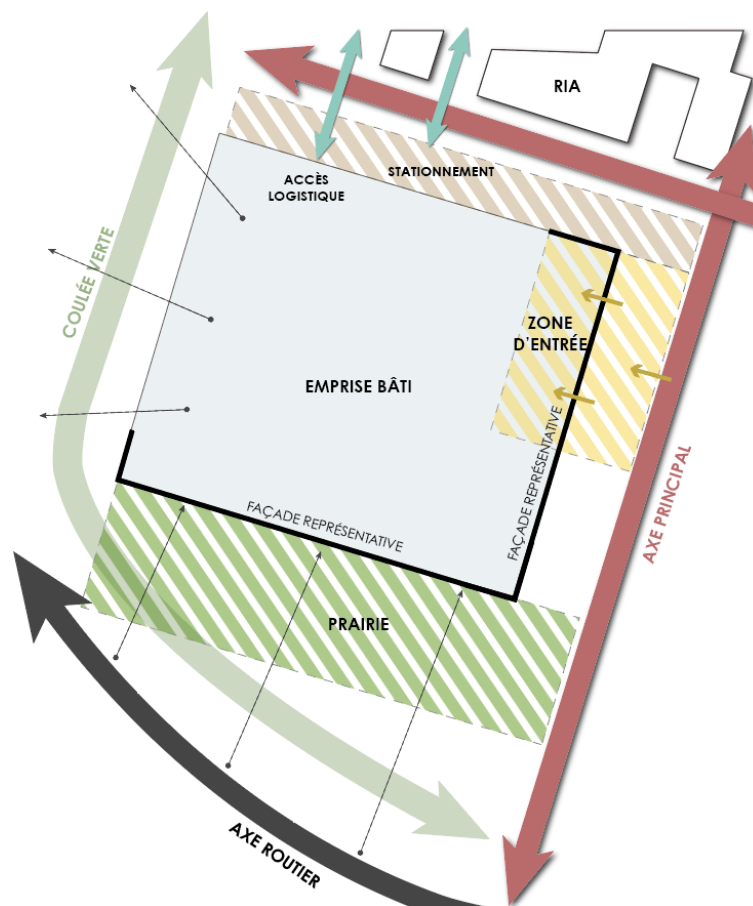 RIA
STATIONNEMENT
ACCÈS
LOGISTIQUE
COULÉE VERTE
ZONE
D'ENTRÉE
EMPRISE BÂTI
FAÇADE REPRÉSENTATIVE
FAÇADE REPRÉSENTATIVE
AXE PRINCIPAL
PRAIRIE
AXE ROUTIER